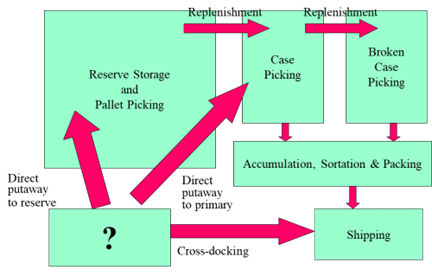 Replenishment
Replenishment
Reserve Storage
and
Pallet Picking
Case
Picking
Broken
Case
Picking
Accumulation, Sortation & Packing
Direct
putaway
to reserve
Direct
putaway
to primary
?
Cross-docking
Shipping